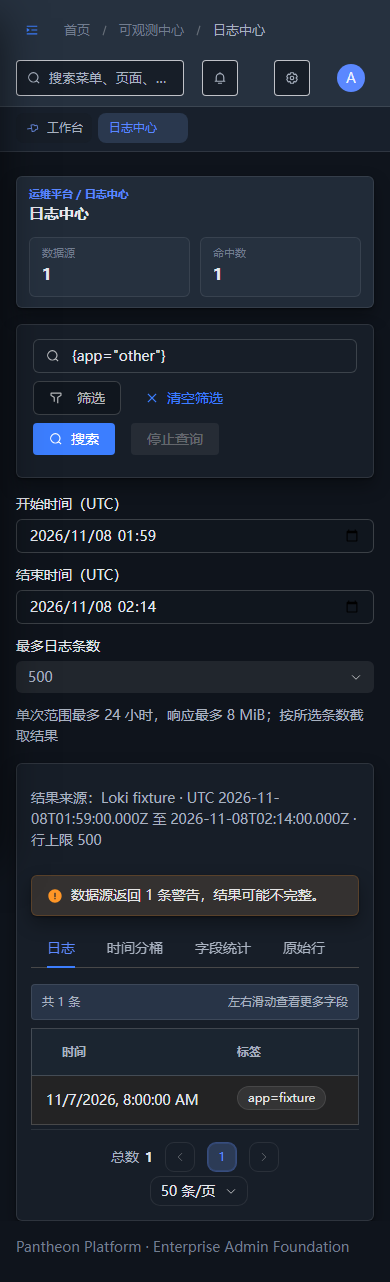 首页 / 可观测中心 / 日志中心
搜索菜单、页面、... A
工作台 日志中心
运维平台 / 日志中心
日志中心
数据源 命中数
1 1
{app="other"}
筛选 清空筛选
搜索 停止查询
开始时间（UTC）
2026/11/08 01:59
结束时间（UTC）
2026/11/08 02:14
最多日志条数
500
单次范围最多 24 小时，响应最多 8 MiB；按所选条数截
取结果
结果来源：Loki fixture · UTC 2026-11-
08T01:59:00.000Z 至 2026-11-08T02:14:00.000Z ·
行上限 500
数据源返回 1 条警告，结果可能不完整。
日志 时间分桶 字段统计 原始行
共 1 条 左右滑动查看更多字段
时间 标签
11/7/2026, 8:00:00 AM app=fixture
总数 1 1
50 条/页
Pantheon Platform · Enterprise Admin Foundation